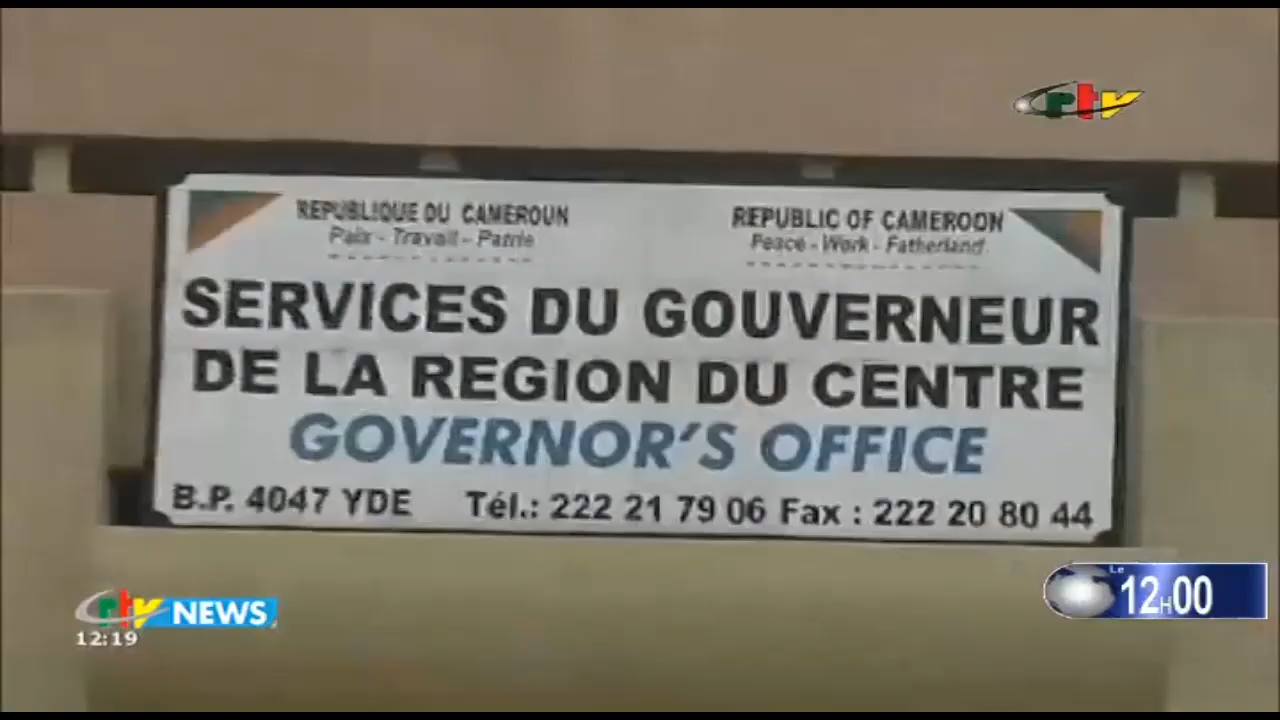 crtv
REPUBLIQUE DU CAMEROUN
Paix - Travail - Patrie
REPUBLIC OF CAMEROON
Peace - Work - Fatherland
SERVICES DU GOUVERNEUR
DE LA REGION DU CENTRE
GOVERNOR'S OFFICE
B.P. 4047 YDE Tél.: 222 21 79 06 Fax : 222 20 80 44
crtv NEWS
12:19
Le
12H00